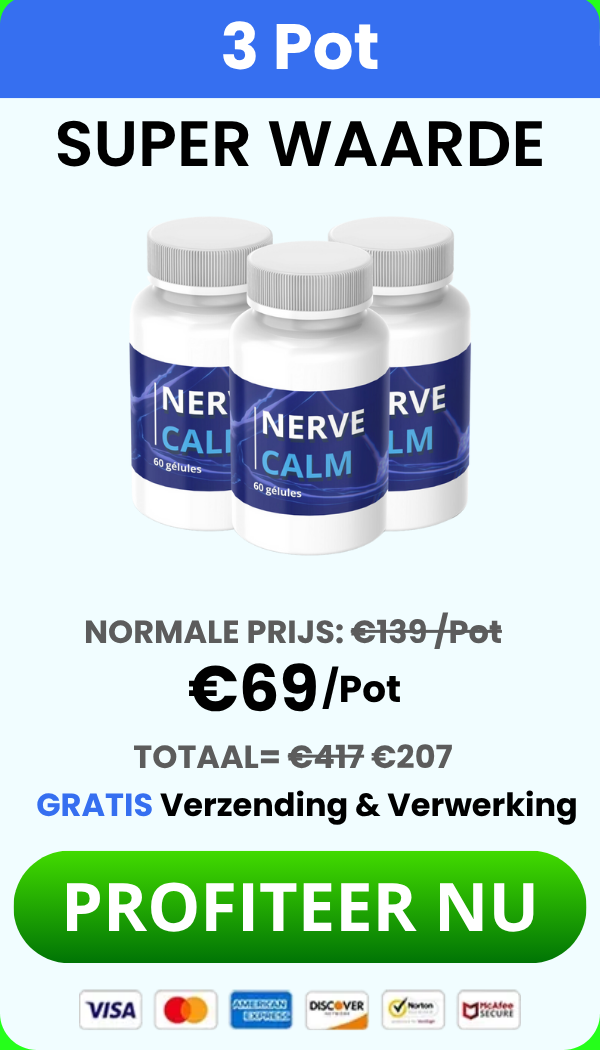 3 Pot
SUPER WAARDE
NERVE
CALM
60 gélules
NORMALE PRIJS: €139 /Pot
€69/Pot
TOTAAL= €417 €207
GRATIS Verzending & Verwerking
PROFITEER NU
VISA
AMERICAN EXPRESS
DISCOVER
NETWORK
Norton
McAfee
SECURE